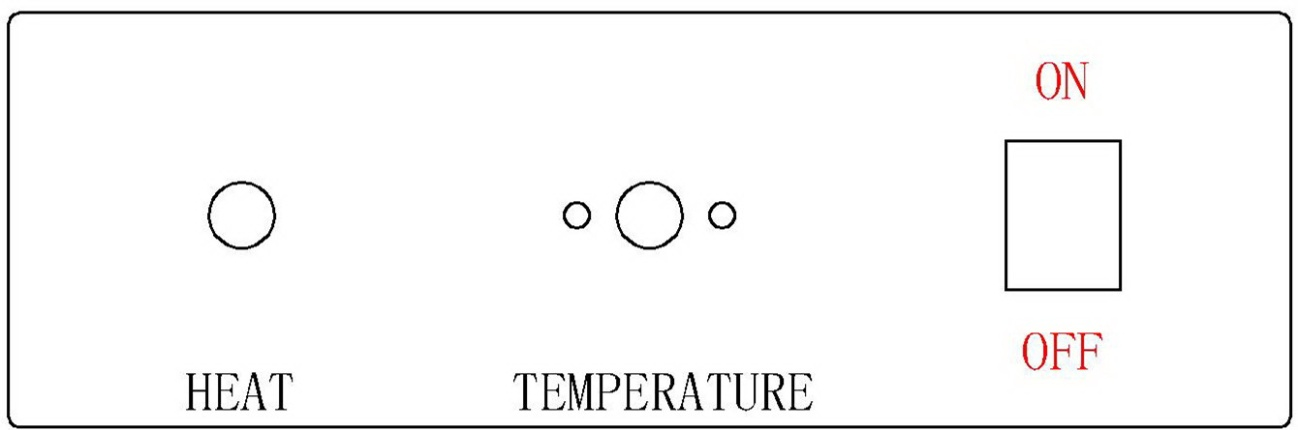 ON
OFF
HEAT
TEMPERATURE